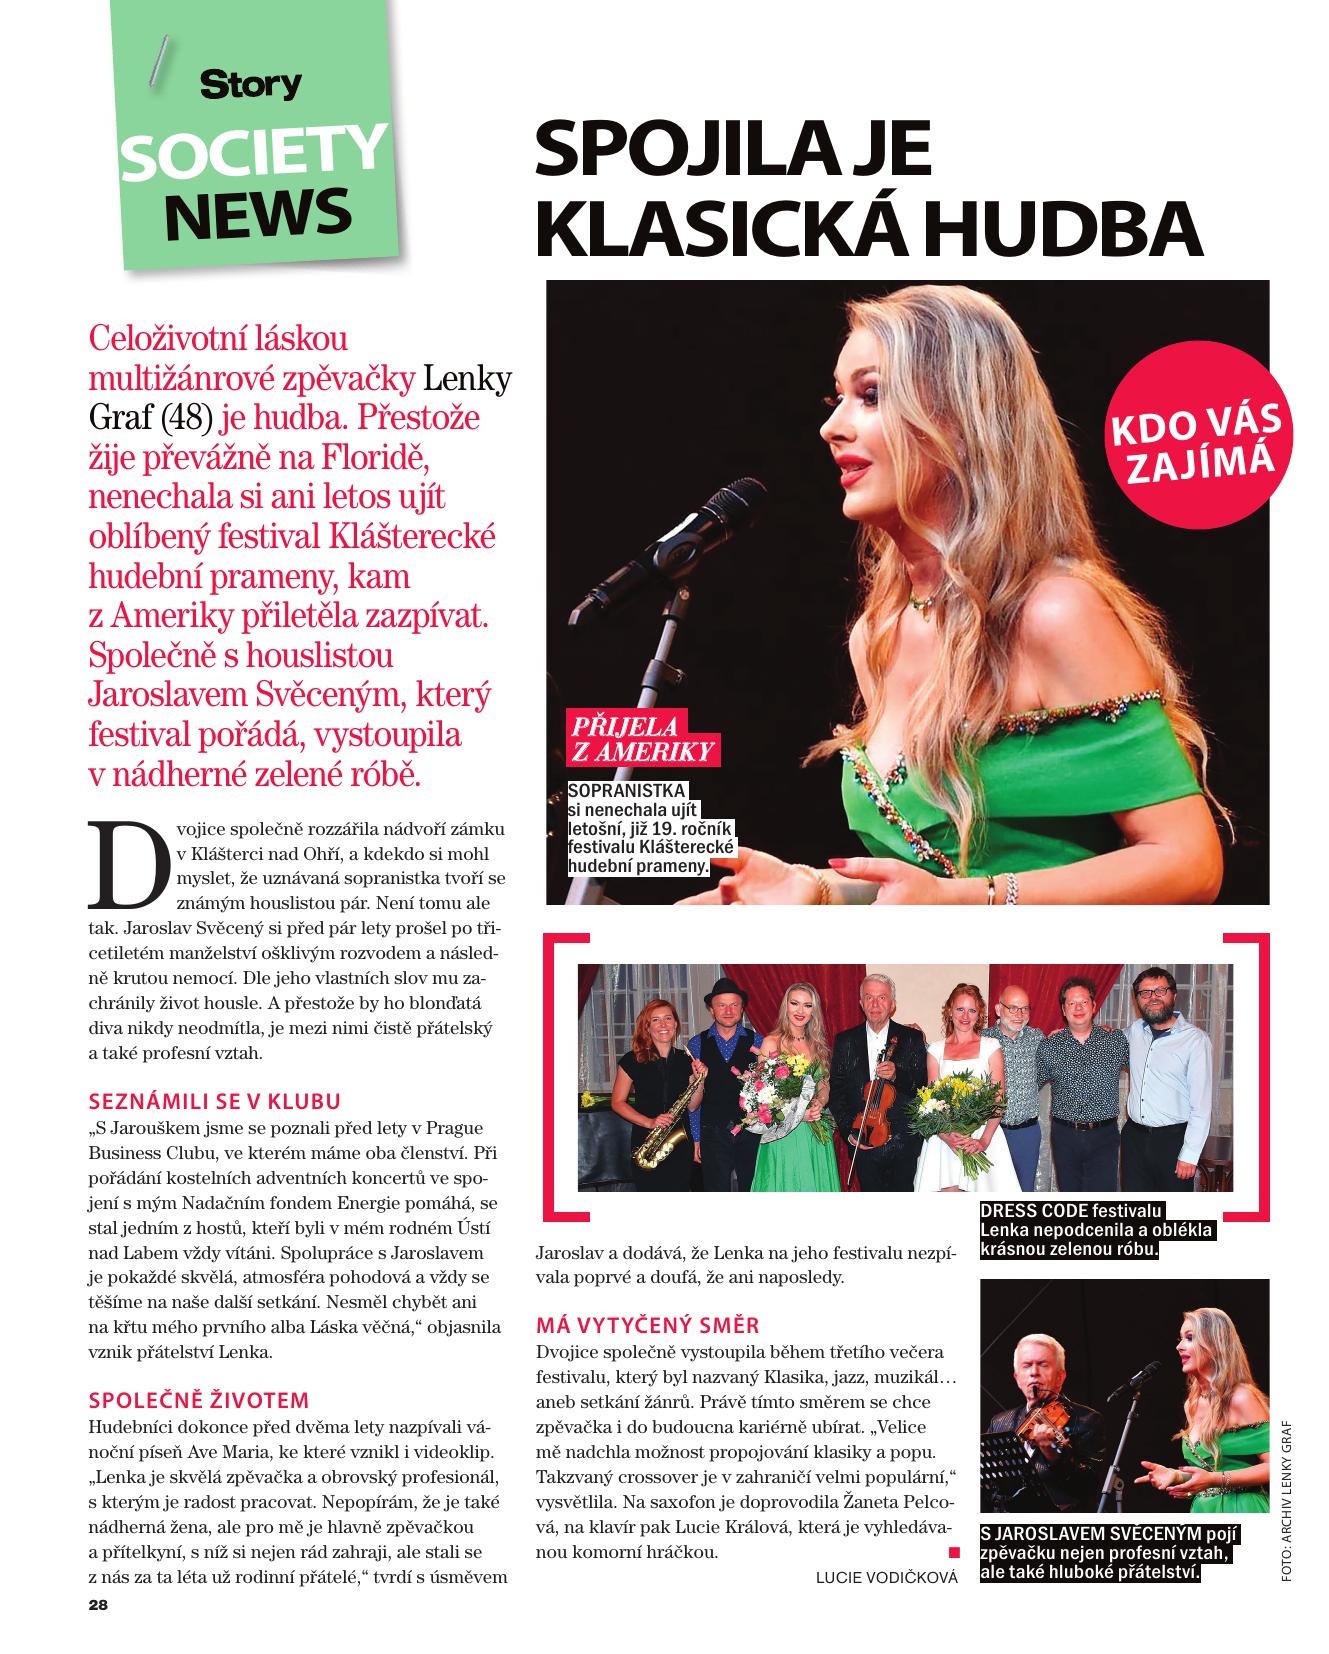 Story
SOCIETY
NEWS
SPOJILA JE
KLASICKÁ HUDBA
Celoživotní láskou
multižánrové zpěvačky Lenky
Graf (48) je hudba. Přestože
žije převážně na Floridě,
nenechala si ani letos ujít
oblíbený festival Klášterecké
hudební prameny, kam
z Ameriky přiletěla zazpívat.
Společně s houslistou
Jaroslavem Svěceným, který
festival pořádá, vystoupila
v nádherné zelené róbě.
KDO VÁS
ZAJÍMÁ
PŘIJELA
Z AMERIKY
SOPRANISTKA
si nenechala ujít
letošní, již 19. ročník
festivalu Klášterecké
hudební prameny.
Dvojice společně rozzářila nádvoří zámku
v Klášterci nad Ohří, a kdekdo si mohl
myslet, že uznávaná sopranistka tvoří se
známým houslistou pár. Není tomu ale
tak. Jaroslav Svěcený si před pár lety prošel po tři-
cetiletém manželství ošklivým rozvodem a násled-
ně krutou nemocí. Dle jeho vlastních slov mu za-
chránily život housle. A přestože by ho blonďatá
diva nikdy neodmítla, je mezi nimi čistě přátelský
a také profesní vztah.
SEZNÁMILI SE V KLUBU
„S Jarouškem jsme se poznali před lety v Prague
Business Clubu, ve kterém máme oba členství. Při
pořádání kostelních adventních koncertů ve spo-
jení s mým Nadačním fondem Energie pomáhá, se
stal jedním z hostů, kteří byli v mém rodném Ústí
nad Labem vždy vítáni. Spolupráce s Jaroslavem
je pokaždé skvělá, atmosféra pohodová a vždy se
těšíme na naše další setkání. Nesměl chybět ani
na křtu mého prvního alba Láska věčná,“ objasnila
vznik přátelství Lenka.
SPOLEČNĚ ŽIVOTEM
Hudebníci dokonce před dvěma lety nazpívali vá-
noční píseň Ave Maria, ke které vznikl i videoklip.
„Lenka je skvělá zpěvačka a obrovský profesionál,
s kterým je radost pracovat. Nepopírám, že je také
nádherná žena, ale pro mě je hlavně zpěvačkou
a přítelkyní, s níž si nejen rád zahraji, ale stali se
z nás za ta léta už rodinní přátelé,“ tvrdí s úsměvem
Jaroslav a dodává, že Lenka na jeho festivalu nezpí-
vala poprvé a doufá, že ani naposledy.
MÁ VYTYČENÝ SMĚR
Dvojice společně vystoupila během třetího večera
festivalu, který byl nazvaný Klasika, jazz, muzikál…
aneb setkání žánrů. Právě tímto směrem se chce
zpěvačka i do budoucna kariérně ubírat. „Velice
mě nadchla možnost propojování klasiky a popu.
Takzvaný crossover je v zahraničí velmi populární,“
vysvětlila. Na saxofon je doprovodila Žaneta Pelco-
vá, na klavír pak Lucie Králová, která je vyhledáva-
nou komorní hráčkou.
LUCIE VODIČKOVÁ
DRESS CODE festivalu
Lenka nepodcenila a oblékla
krásnou zelenou róbu.
S JAROSLAVEM SVĚCENÝM pojí
zpěvačku nejen profesní vztah,
ale také hluboké přátelství.
FOTO: ARCHIV LENKY GRAF
28